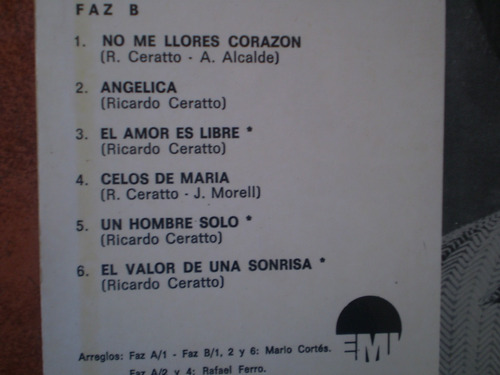 FAZ B
1. NO ME LLORES CORAZON
(R. Ceratto - A. Alcalde)
2. ANGELICA
(Ricardo Ceratto)
3. EL AMOR ES LIBRE *
(Ricardo Ceratto)
4. CELOS DE MARIA
(R. Ceratto - J. Morell)
5. UN HOMBRE SOLO *
(Ricardo Ceratto)
6. EL VALOR DE UNA SONRISA *
(Ricardo Ceratto)
EMI
Arreglos: Faz A/1 - Faz B/1, 2 y 6: Mario Cortés.
Faz A/2 y 4: Rafael Ferro.